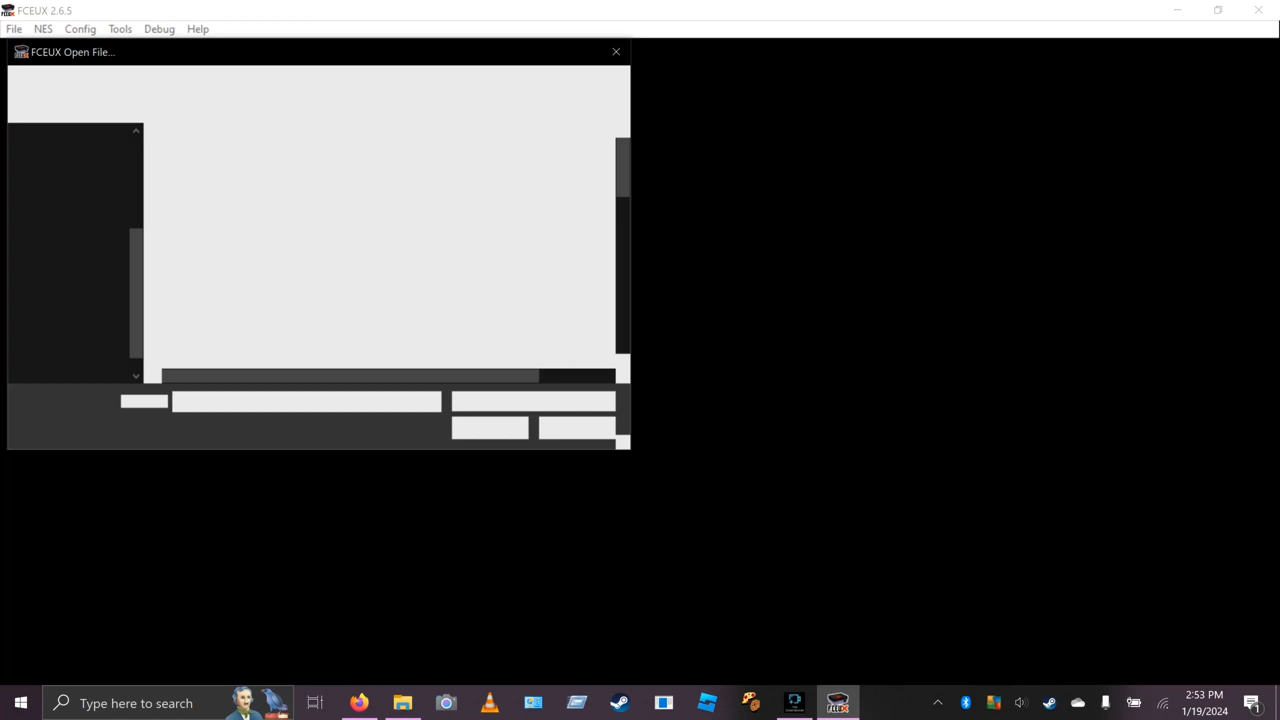 FCEUX 2.6.5
File NES Config Tools Debug Help
FCEUX Open File...
Type here to search
2:53 PM
1/19/2024
1